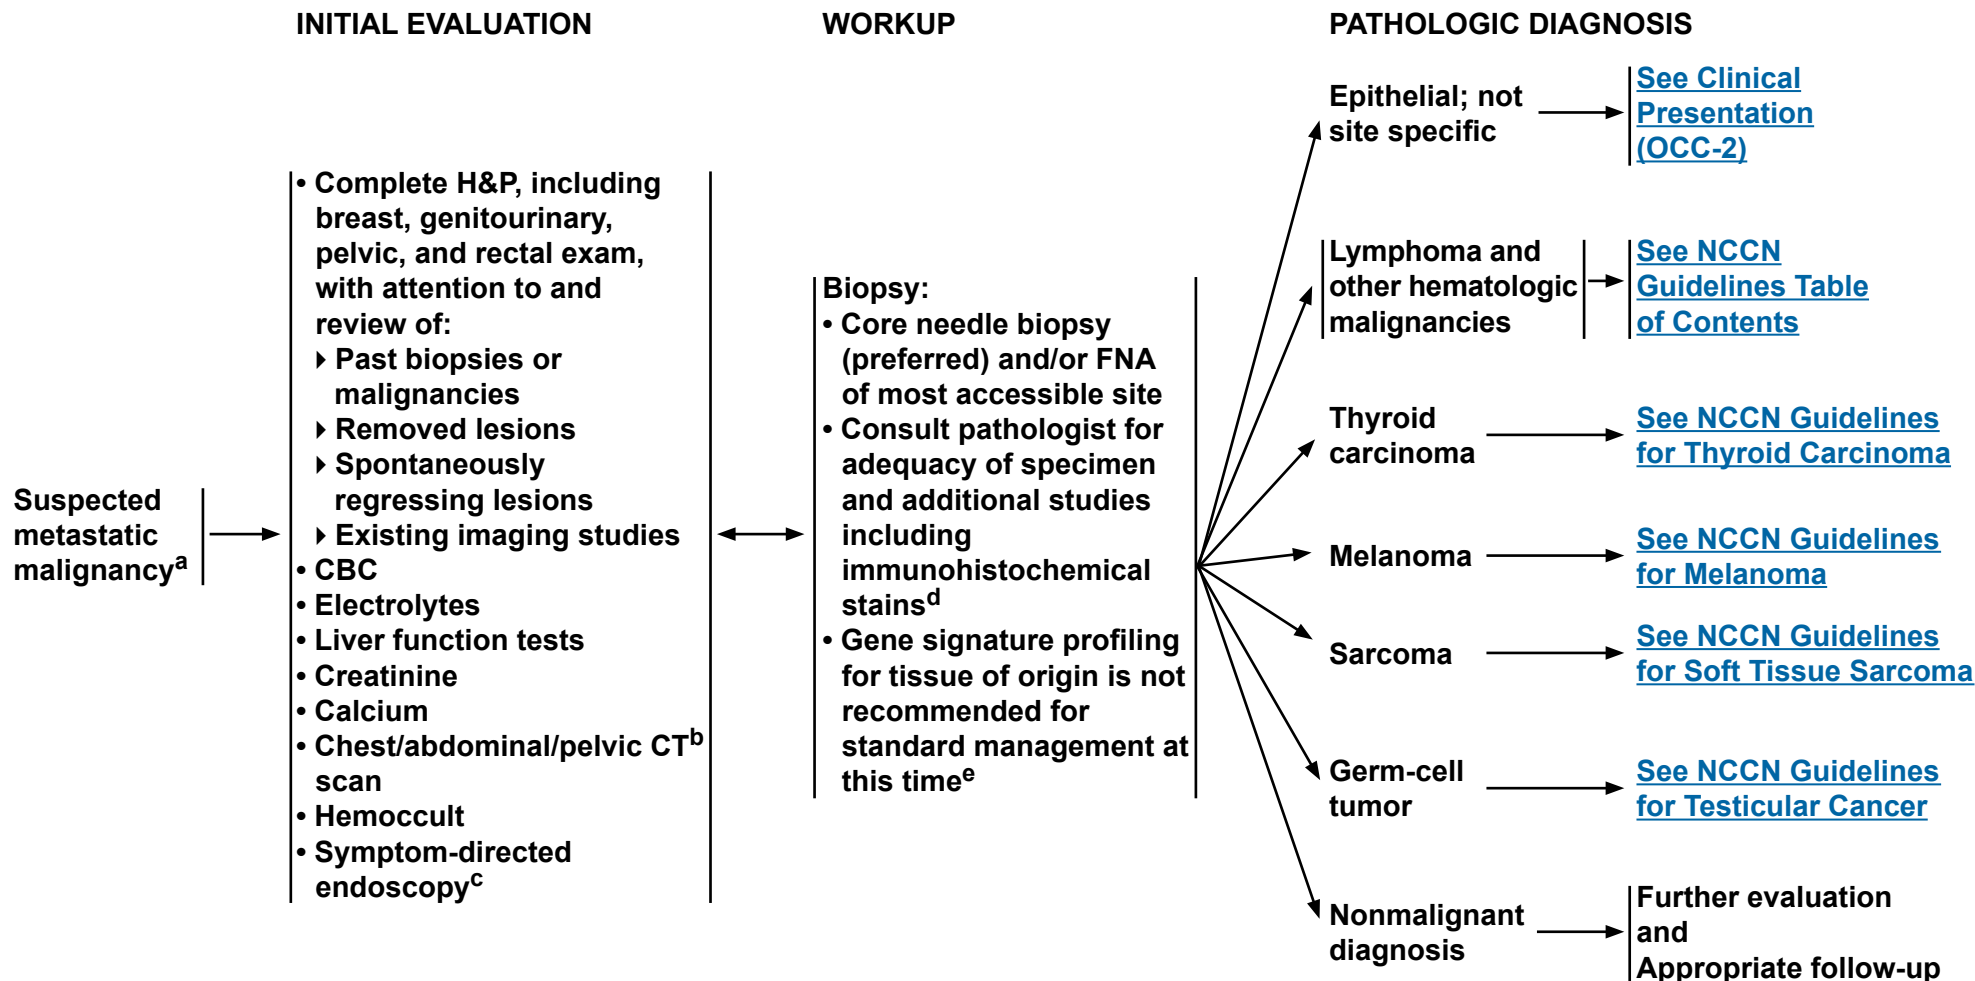 INITIAL EVALUATION
WORKUP
PATHOLOGIC DIAGNOSIS
Suspected
metastatic
malignancy^a
• Complete H&P, including
breast, genitourinary,
pelvic, and rectal exam,
with attention to and
review of:
‣ Past biopsies or
malignancies
‣ Removed lesions
‣ Spontaneously
regressing lesions
‣ Existing imaging studies
• CBC
• Electrolytes
• Liver function tests
• Creatinine
• Calcium
• Chest/abdominal/pelvic CT^b
scan
• Hemoccult
• Symptom-directed
endoscopy^c
Biopsy:
• Core needle biopsy
(preferred) and/or FNA
of most accessible site
• Consult pathologist for
adequacy of specimen
and additional studies
including
immunohistochemical
stains^d
• Gene signature profiling
for tissue of origin is not
recommended for
standard management at
this time^e
Epithelial; not
site specific
See Clinical
Presentation
(OCC-2)
Lymphoma and
other hematologic
malignancies
See NCCN
Guidelines Table
of Contents
Thyroid
carcinoma
See NCCN Guidelines
for Thyroid Carcinoma
Melanoma
See NCCN Guidelines
for Melanoma
Sarcoma
See NCCN Guidelines
for Soft Tissue Sarcoma
Germ-cell
tumor
See NCCN Guidelines
for Testicular Cancer
Nonmalignant
diagnosis
Further evaluation
and
Appropriate follow-up